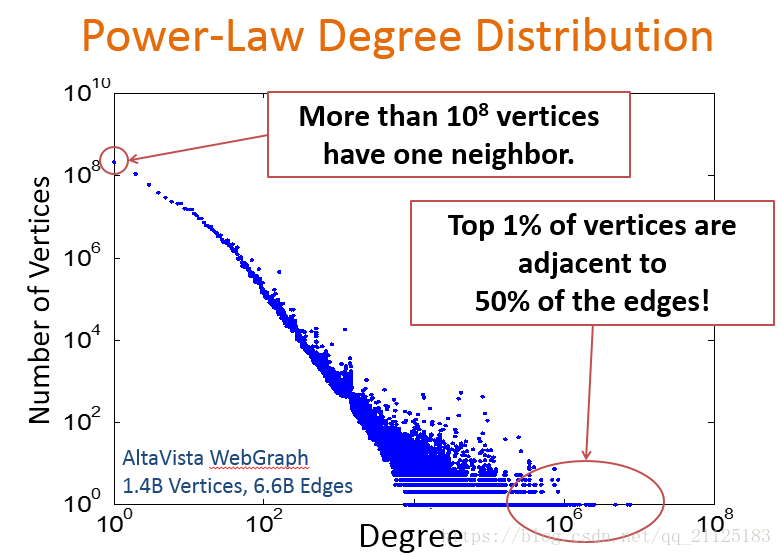 Power-Law Degree Distribution
10¹⁰
More than 10⁸ vertices
have one neighbor.
10⁸
Top 1% of vertices are
adjacent to
50% of the edges!
10⁶
Number of Vertices
10⁴
10²
AltaVista WebGraph
1.4B Vertices, 6.6B Edges
10⁰
10⁰
10²
10⁶
10⁸
Degree
https://blog.csdn.net/qq_21125183